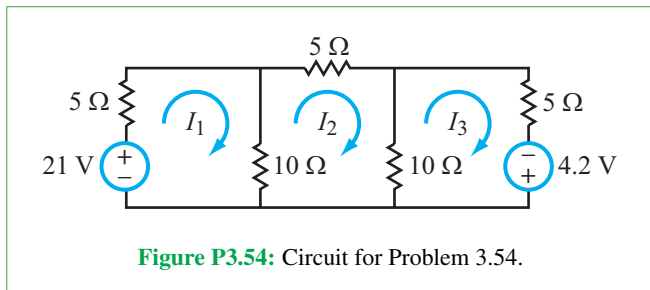 5 Ω
5 Ω
I1
I2
I3
5 Ω
21 V
+
−
10 Ω
10 Ω
−
+
4.2 V
Figure P3.54: Circuit for Problem 3.54.